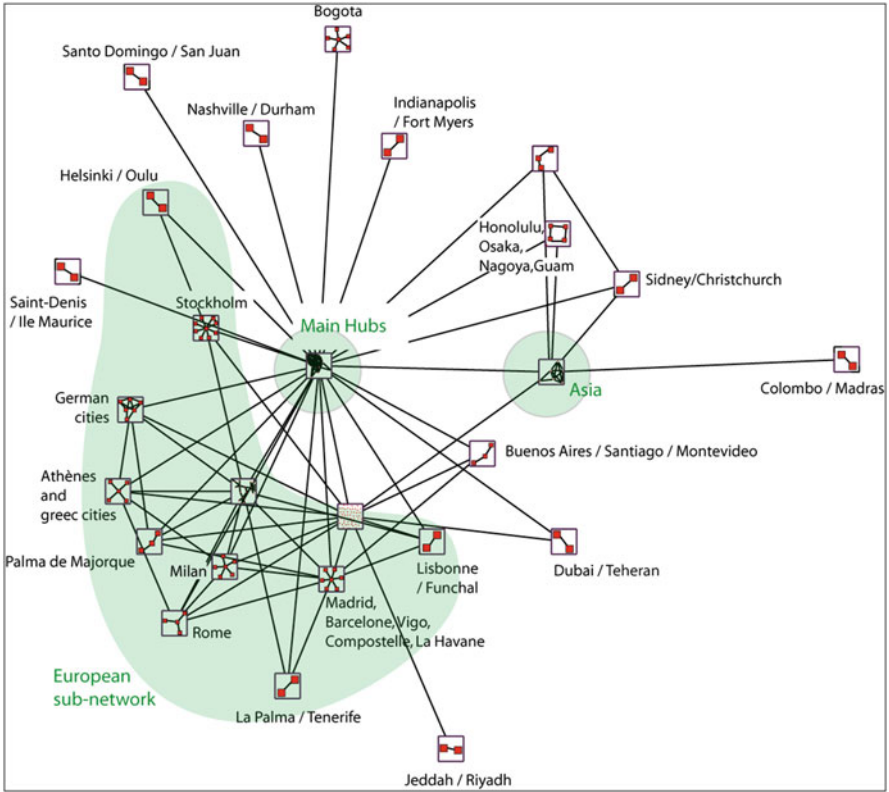 Bogota
Santo Domingo / San Juan
Nashville / Durham
Indianapolis
/ Fort Myers
Helsinki / Oulu
Honolulu,
Osaka,
Nagoya,Guam
Sidney/Christchurch
Saint-Denis
/ Ile Maurice
Stockholm
Main Hubs
Asia
Colombo / Madras
German
cities
Buenos Aires / Santiago / Montevideo
Athènes
and
greec cities
Palma de Majorque
Milan
Lisbonne
/ Funchal
Dubai / Teheran
Madrid,
Barcelone, Vigo,
Compostelle, La Havane
Rome
European
sub-network
La Palma / Tenerife
Jeddah / Riyadh